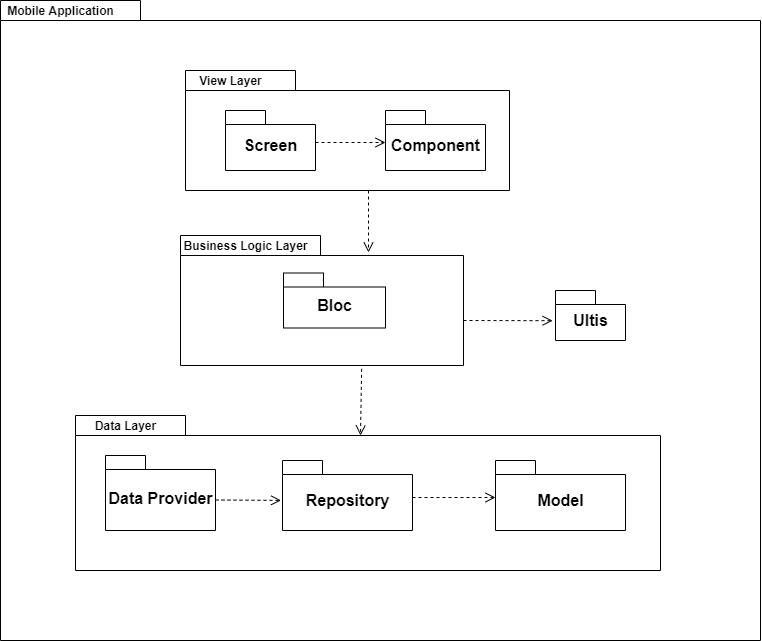 Mobile Application
View Layer
Screen
Component
Business Logic Layer
Bloc
Ultis
Data Layer
Data Provider
Repository
Model